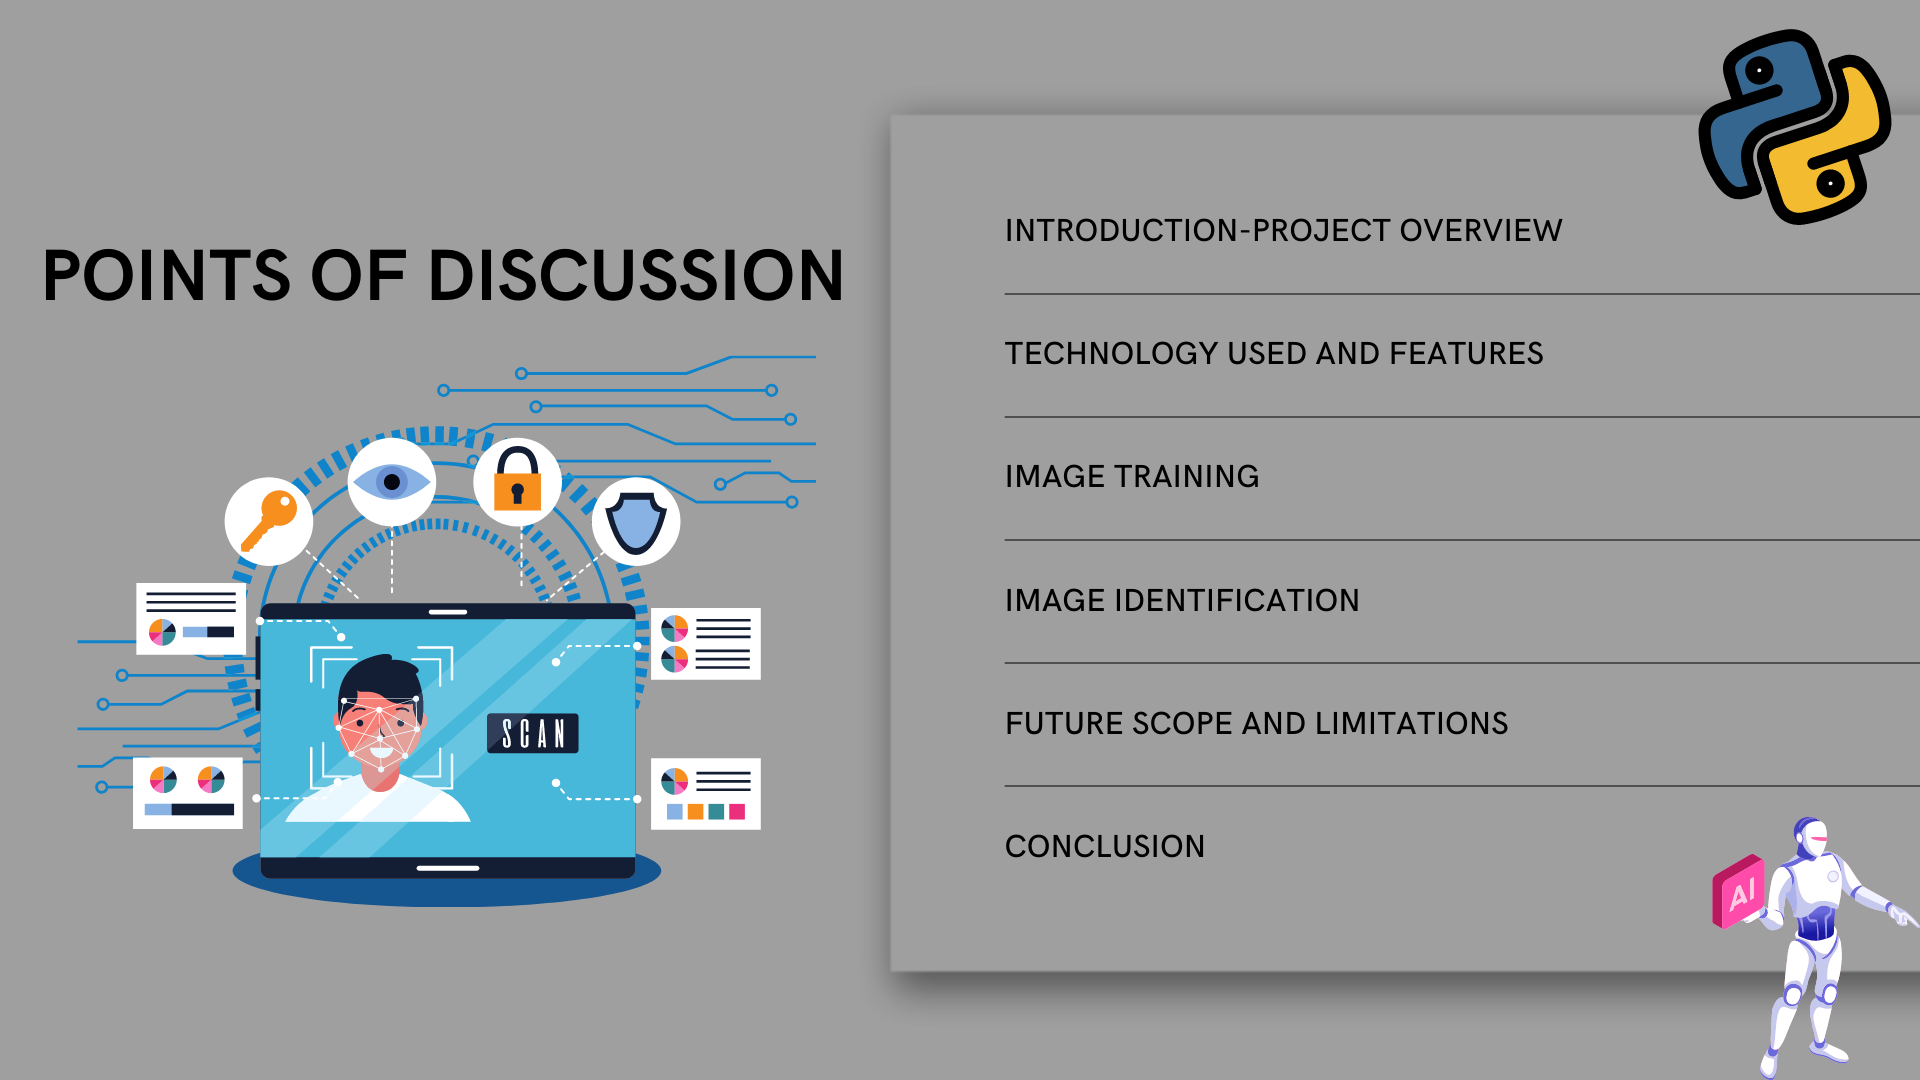 POINTS OF DISCUSSION
SCAN
INTRODUCTION-PROJECT OVERVIEW
TECHNOLOGY USED AND FEATURES
IMAGE TRAINING
IMAGE IDENTIFICATION
FUTURE SCOPE AND LIMITATIONS
CONCLUSION
AI